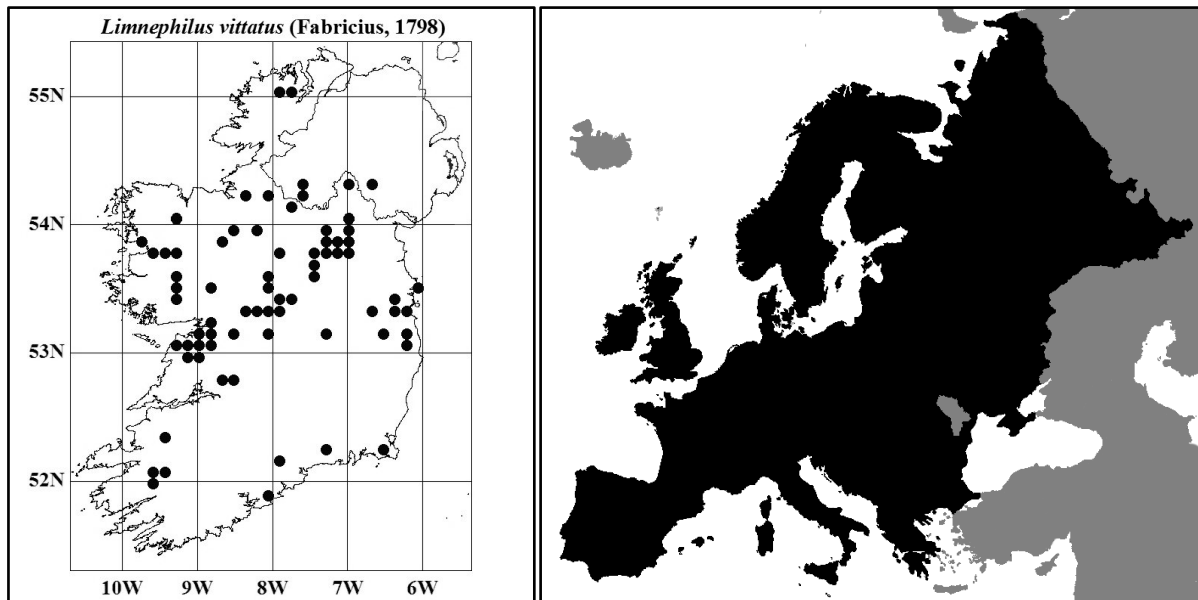 Limnephilus vittatus (Fabricius, 1798)
55N
54N
53N
52N
10W 9W 8W 7W 6W